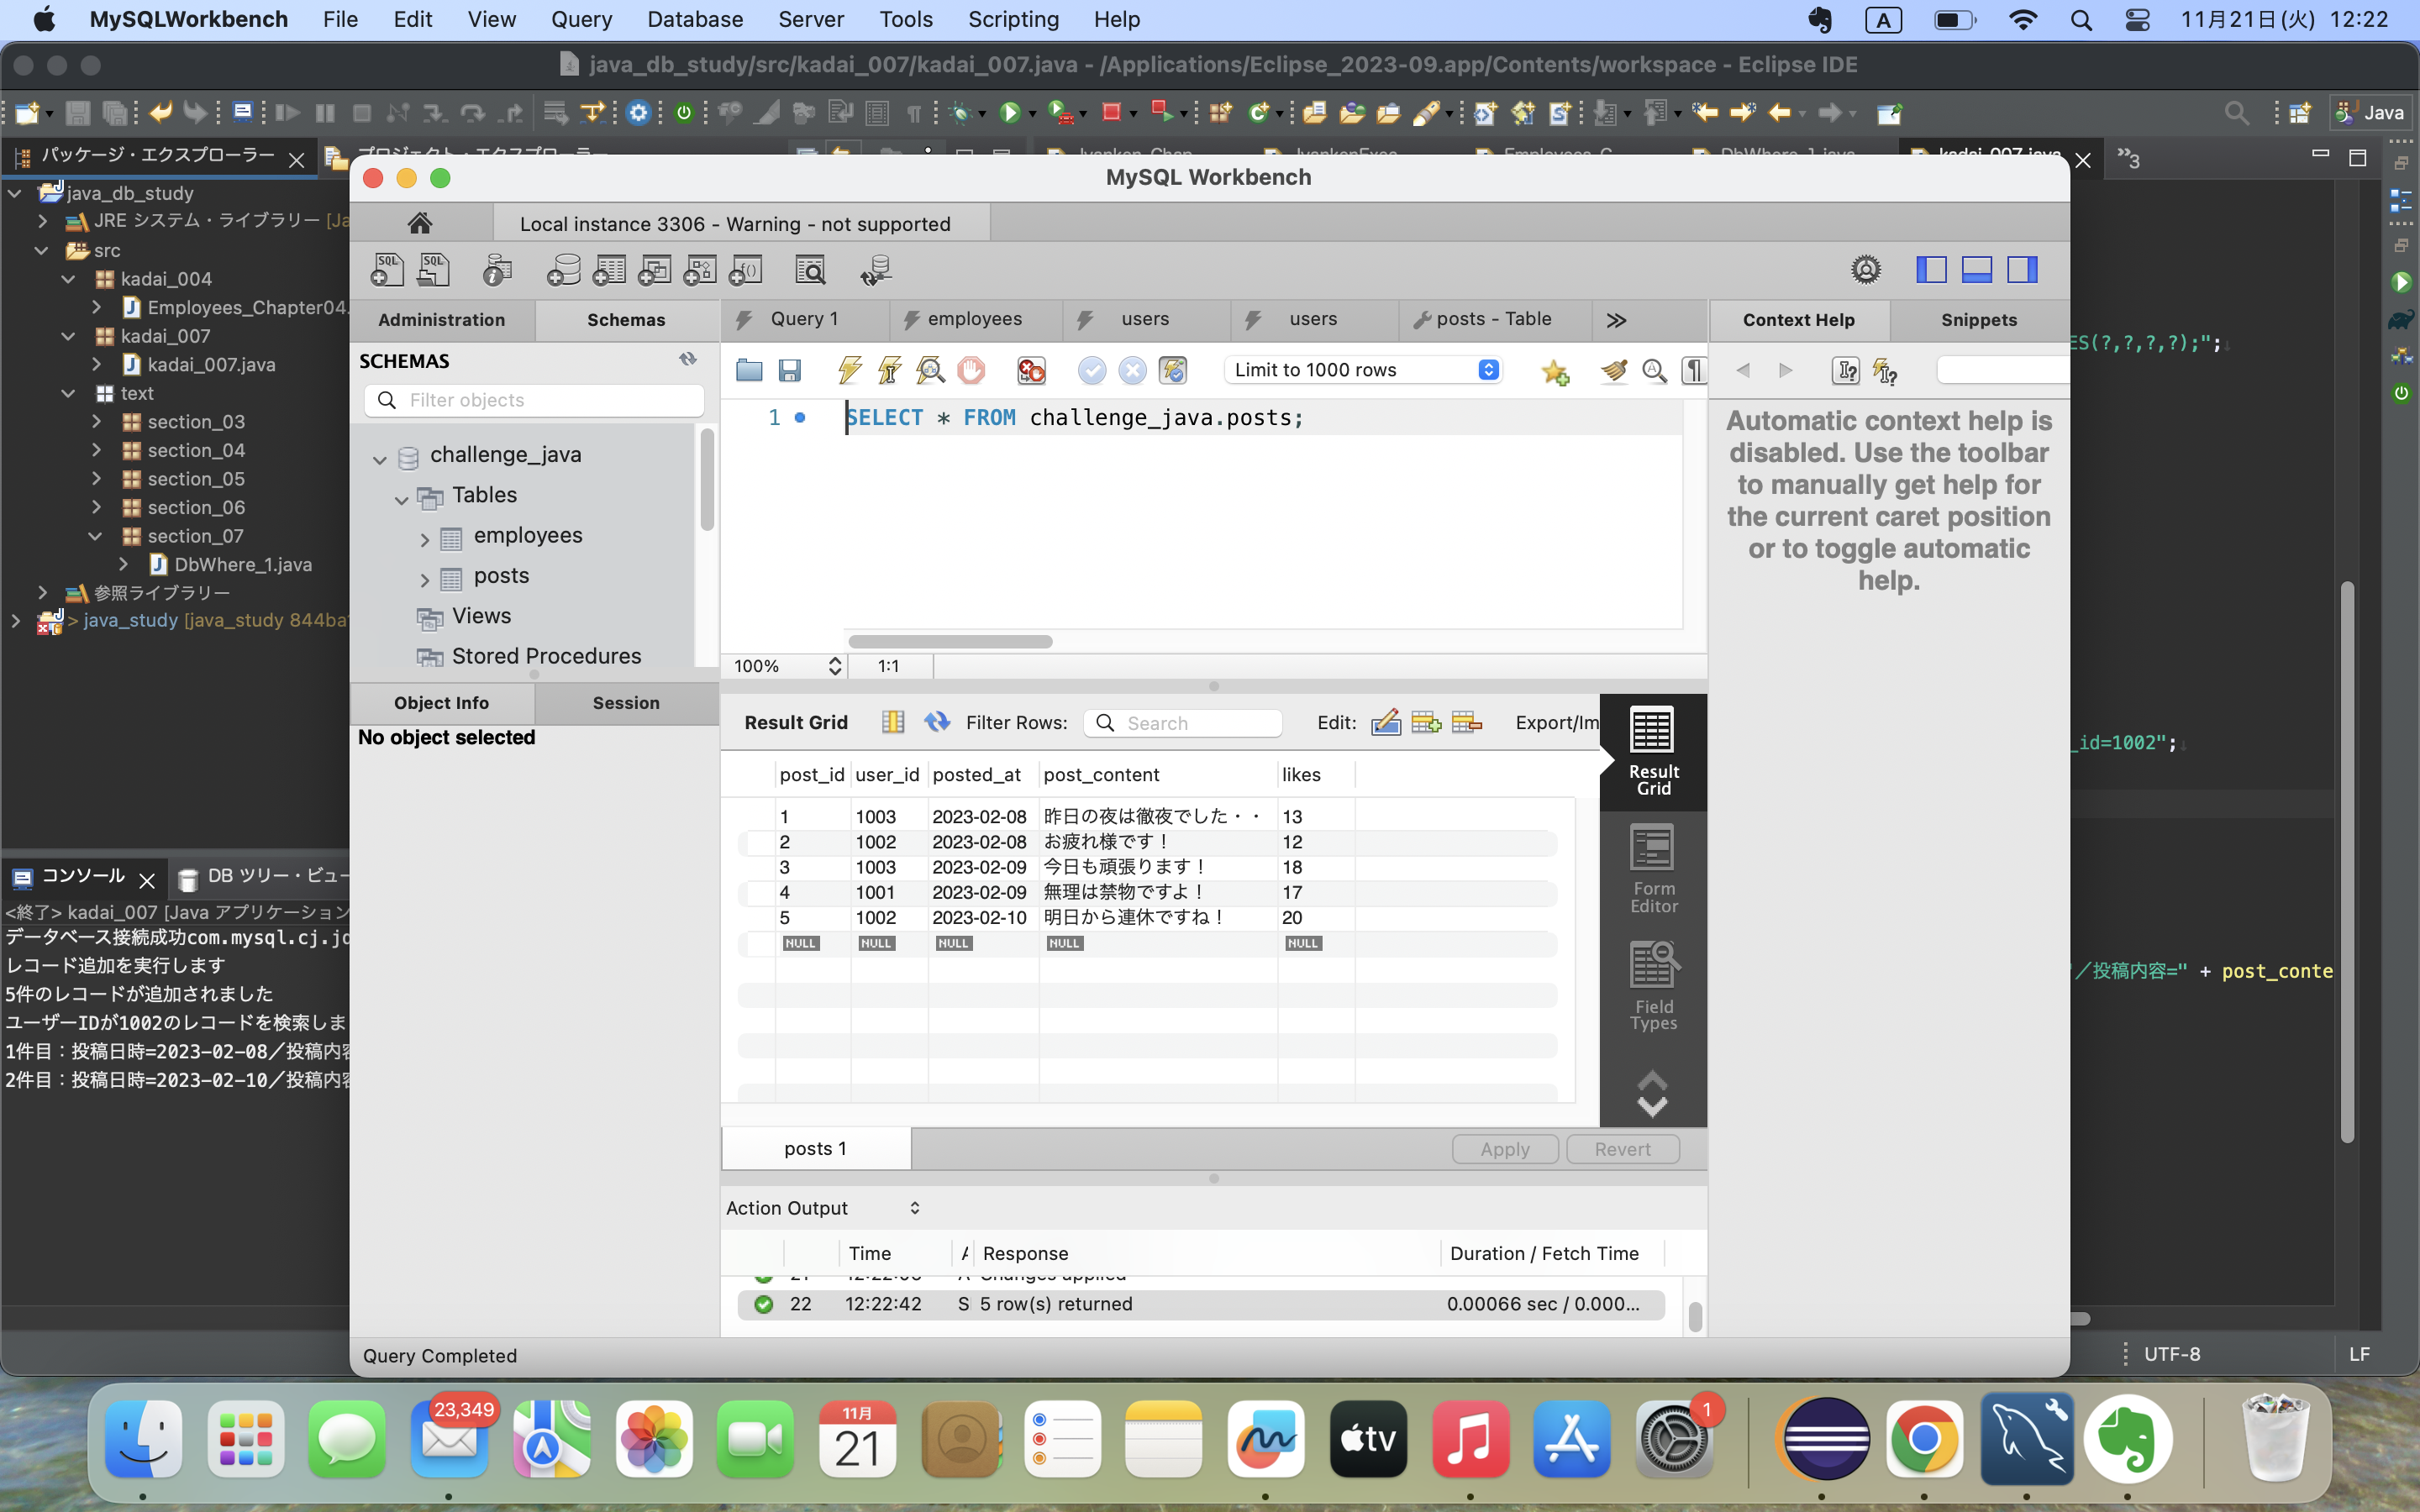 MySQLWorkbench File Edit View Query Database Server Tools Scripting Help A 11月21日(火) 12:22
java_db_study/src/kadai_007/kadai_007.java - /Applications/Eclipse_2023-09.app/Contents/workspace - Eclipse IDE
Java
パッケージ・エクスプローラー プロジェクト・エクスプローラー DbWhere_1.java kadai_007.java »3
java_db_study
JRE システム・ライブラリー [Ja
src
kadai_004
Employees_Chapter04.
kadai_007
kadai_007.java
text
section_03
section_04
section_05
section_06
section_07
DbWhere_1.java
参照ライブラリー
> java_study [java_study 844ba
コンソール DB ツリー・ビュー
<終了> kadai_007 [Java アプリケーション
データベース接続成功com.mysql.cj.jd
レコード追加を実行します
5件のレコードが追加されました
ユーザーIDが1002のレコードを検索しま
1件目：投稿日時=2023-02-08／投稿内容
2件目：投稿日時=2023-02-10／投稿内容
MySQL Workbench
Local instance 3306 - Warning - not supported
Administration Schemas
SCHEMAS
Filter objects
challenge_java
Tables
employees
posts
Views
Stored Procedures
Object Info Session
No object selected
Query 1 employees users users posts - Table
Limit to 1000 rows
1 SELECT * FROM challenge_java.posts;
100% 1:1
Result Grid Filter Rows: Search Edit: Export/Im
post_id user_id posted_at post_content likes
1 1003 2023-02-08 昨日の夜は徹夜でした・・ 13
2 1002 2023-02-08 お疲れ様です！ 12
3 1003 2023-02-09 今日も頑張ります！ 18
4 1001 2023-02-09 無理は禁物ですよ！ 17
5 1002 2023-02-10 明日から連休ですね！ 20
NULL NULL NULL NULL NULL
Result Grid
Form Editor
Field Types
posts 1 Apply Revert
Action Output
Time A Response Duration / Fetch Time
22 12:22:42 S 5 row(s) returned 0.00066 sec / 0.000...
Query Completed
Context Help Snippets
Automatic context help is
disabled. Use the toolbar
to manually get help for
the current caret position
or to toggle automatic
help.
ES(?,?,?,?);";
_id=1002";
／投稿内容=" + post_conte
UTF-8 LF
23,349
11月
21
tv
1